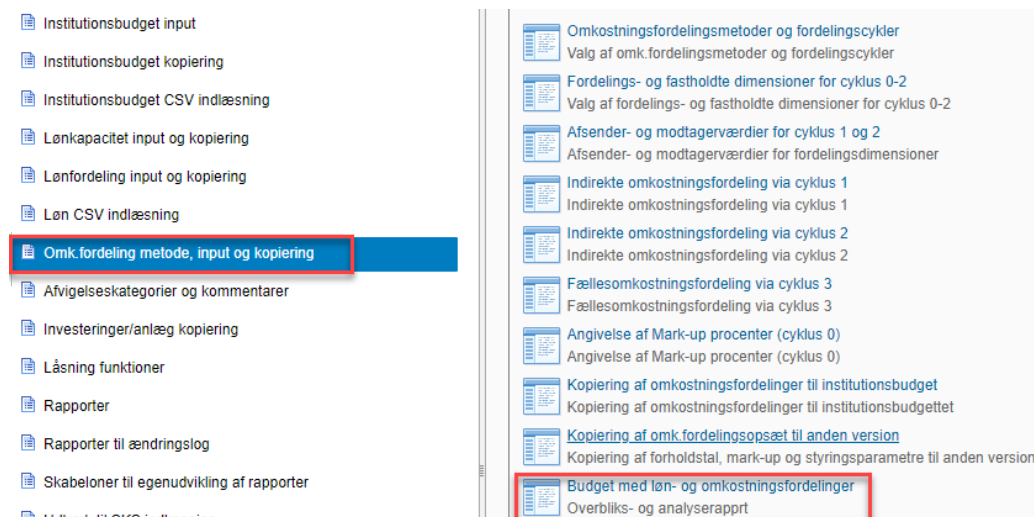 Institutionsbudget input
Institutionsbudget kopiering
Institutionsbudget CSV indlæsning
Lønkapacitet input og kopiering
Lønfordeling input og kopiering
Løn CSV indlæsning
Omk.fordeling metode, input og kopiering
Afvigelseskategorier og kommentarer
Investeringer/anlæg kopiering
Låsning funktioner
Rapporter
Rapporter til ændringslog
Skabeloner til egenudvikling af rapporter
Omkostningsfordelingsmetoder og fordelingscykler
Valg af omk.fordelingsmetoder og fordelingscykler
Fordelings- og fastholdte dimensioner for cyklus 0-2
Valg af fordelings- og fastholdte dimensioner for cyklus 0-2
Afsender- og modtagerværdier for cyklus 1 og 2
Afsender- og modtagerværdier for fordelingsdimensioner
Indirekte omkostningsfordeling via cyklus 1
Indirekte omkostningsfordeling via cyklus 1
Indirekte omkostningsfordeling via cyklus 2
Indirekte omkostningsfordeling via cyklus 2
Fællesomkostningsfordeling via cyklus 3
Fællesomkostningsfordeling via cyklus 3
Angivelse af Mark-up procenter (cyklus 0)
Angivelse af Mark-up procenter (cyklus 0)
Kopiering af omkostningsfordelinger til institutionsbudget
Kopiering af omkostningsfordelinger til institutionsbudgettet
Kopiering af omk.fordelingsopsæt til anden version
Kopiering af forholdstal, mark-up og styringsparametre til anden version
Budget med løn- og omkostningsfordelinger
Overbliks- og analyserapprt